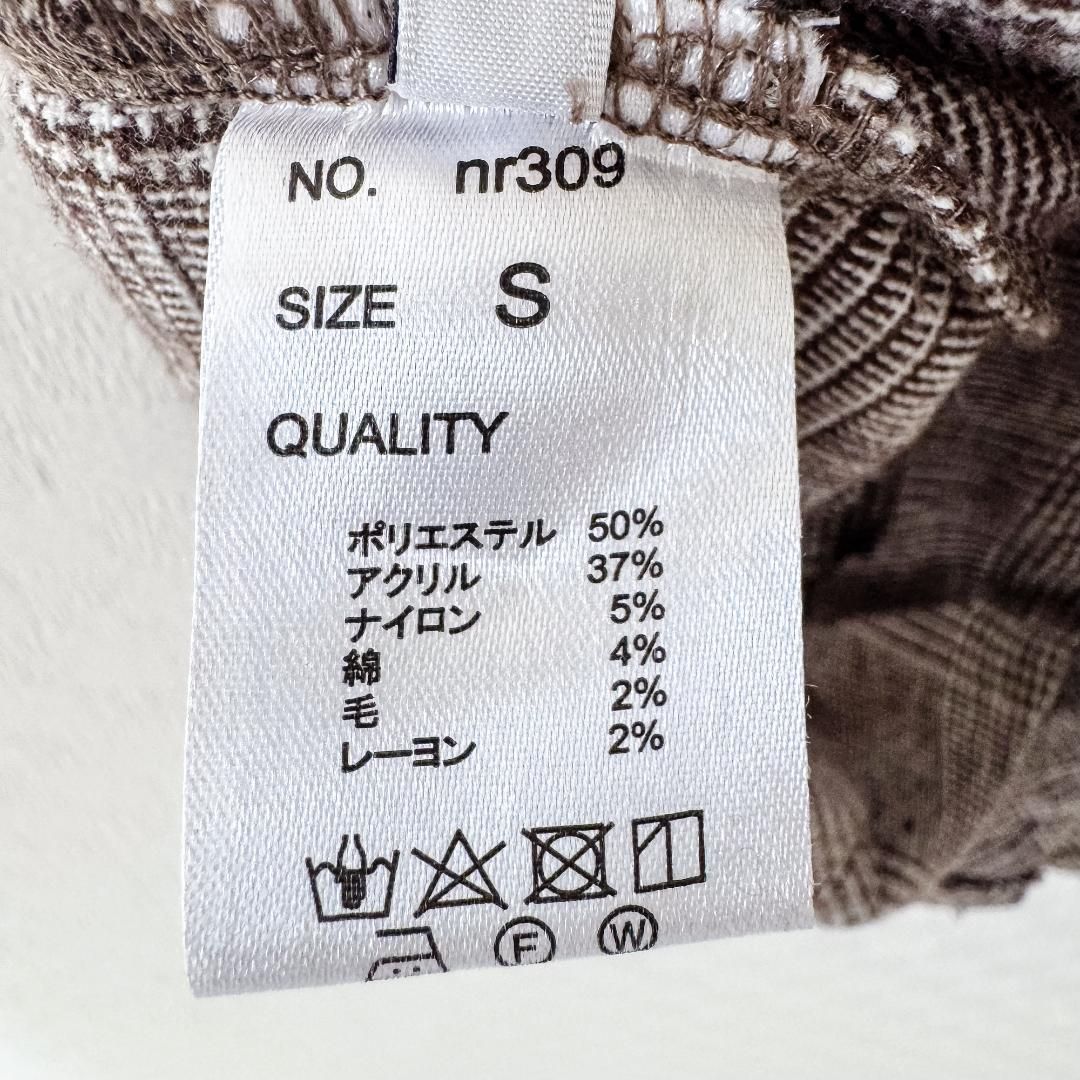 NO. nr309
SIZE S
QUALITY
ポリエステル 50%
アクリル 37%
ナイロン 5%
綿 4%
毛 2%
レーヨン 2%
F W